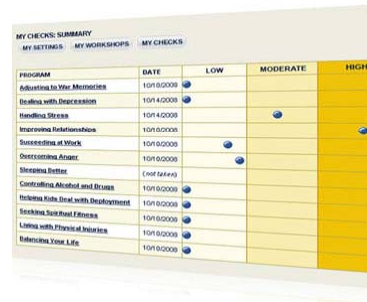 MY CHECKS: SUMMARY
MY SETTINGS MY WORKSHOPS MY CHECKS
PROGRAM DATE LOW MODERATE HIGH
Adjusting to War Memories 10/10/2008
Dealing with Depression 10/14/2008
Handling Stress 10/14/2008
Improving Relationships 10/10/2008
Succeeding at Work 10/10/2008
Overcoming Anger 10/10/2008
Sleeping Better (not taken)
Controlling Alcohol and Drugs 10/10/2008
Helping Kids Deal with Deployment 10/10/2008
Seeking Spiritual Fitness 10/10/2008
Living with Physical Injuries 10/10/2008
Balancing Your Life 10/10/2008